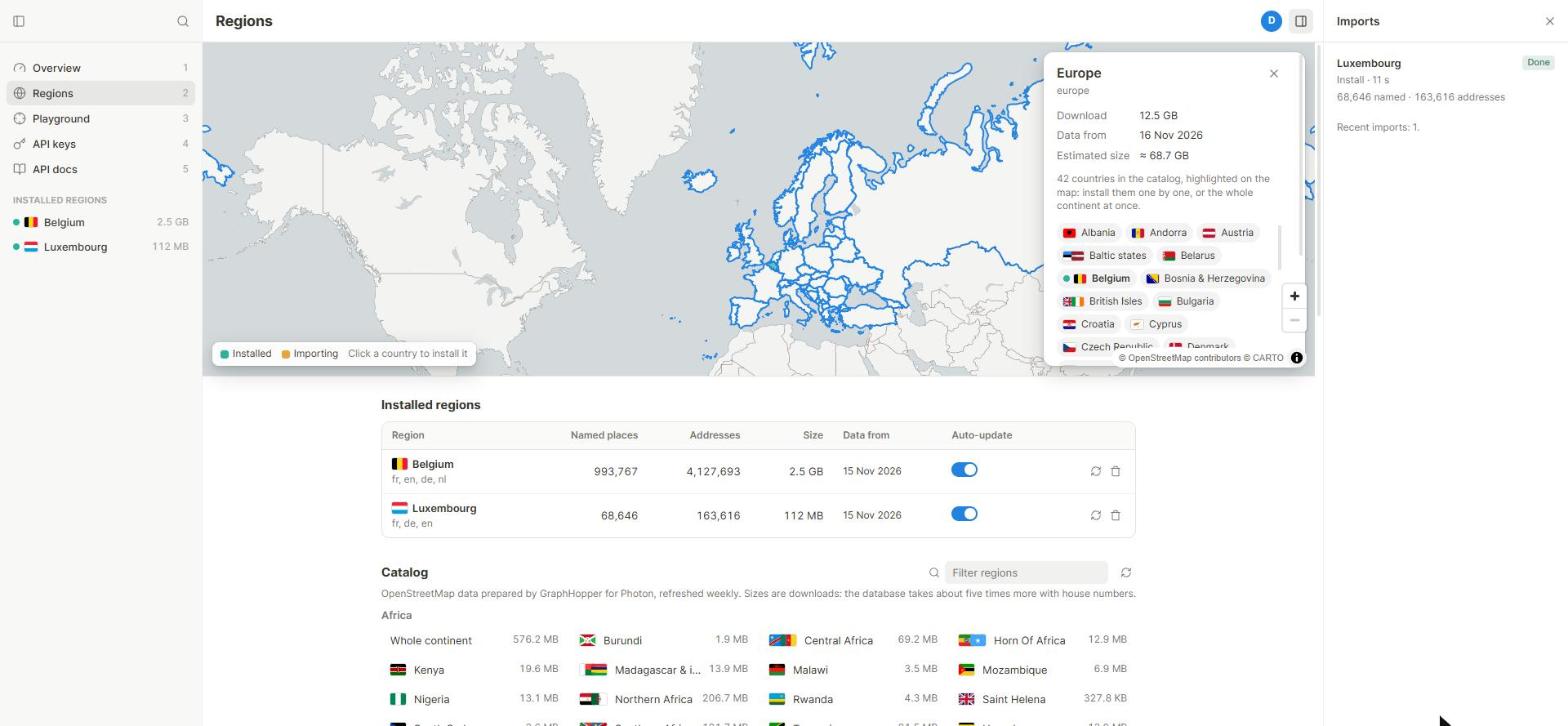 Regions
D
Imports
Overview 1
Regions 2
Playground 3
API keys 4
API docs 5
INSTALLED REGIONS
Belgium 2.5 GB
Luxembourg 112 MB
Installed Importing Click a country to install it
Europe
europe
Download 12.5 GB
Data from 16 Nov 2026
Estimated size ≈ 68.7 GB
42 countries in the catalog, highlighted on the
map: install them one by one, or the whole
continent at once.
Albania Andorra Austria
Baltic states Belarus
Belgium Bosnia & Herzegovina
British Isles Bulgaria
Croatia Cyprus
Czech Republic Denmark
© OpenStreetMap contributors © CARTO
Luxembourg Done
Install · 11 s
68,646 named · 163,616 addresses
Recent imports: 1.
Installed regions
Region Named places Addresses Size Data from Auto-update
Belgium 993,767 4,127,693 2.5 GB 15 Nov 2026
fr, en, de, nl
Luxembourg 68,646 163,616 112 MB 15 Nov 2026
fr, de, en
Catalog Filter regions
OpenStreetMap data prepared by GraphHopper for Photon, refreshed weekly. Sizes are downloads: the database takes about five times more with house numbers.
Africa
Whole continent 576.2 MB Burundi 1.9 MB Central Africa 69.2 MB Horn Of Africa 12.9 MB
Kenya 19.6 MB Madagascar & i... 13.9 MB Malawi 3.5 MB Mozambique 6.9 MB
Nigeria 13.1 MB Northern Africa 206.7 MB Rwanda 4.3 MB Saint Helena 327.8 KB